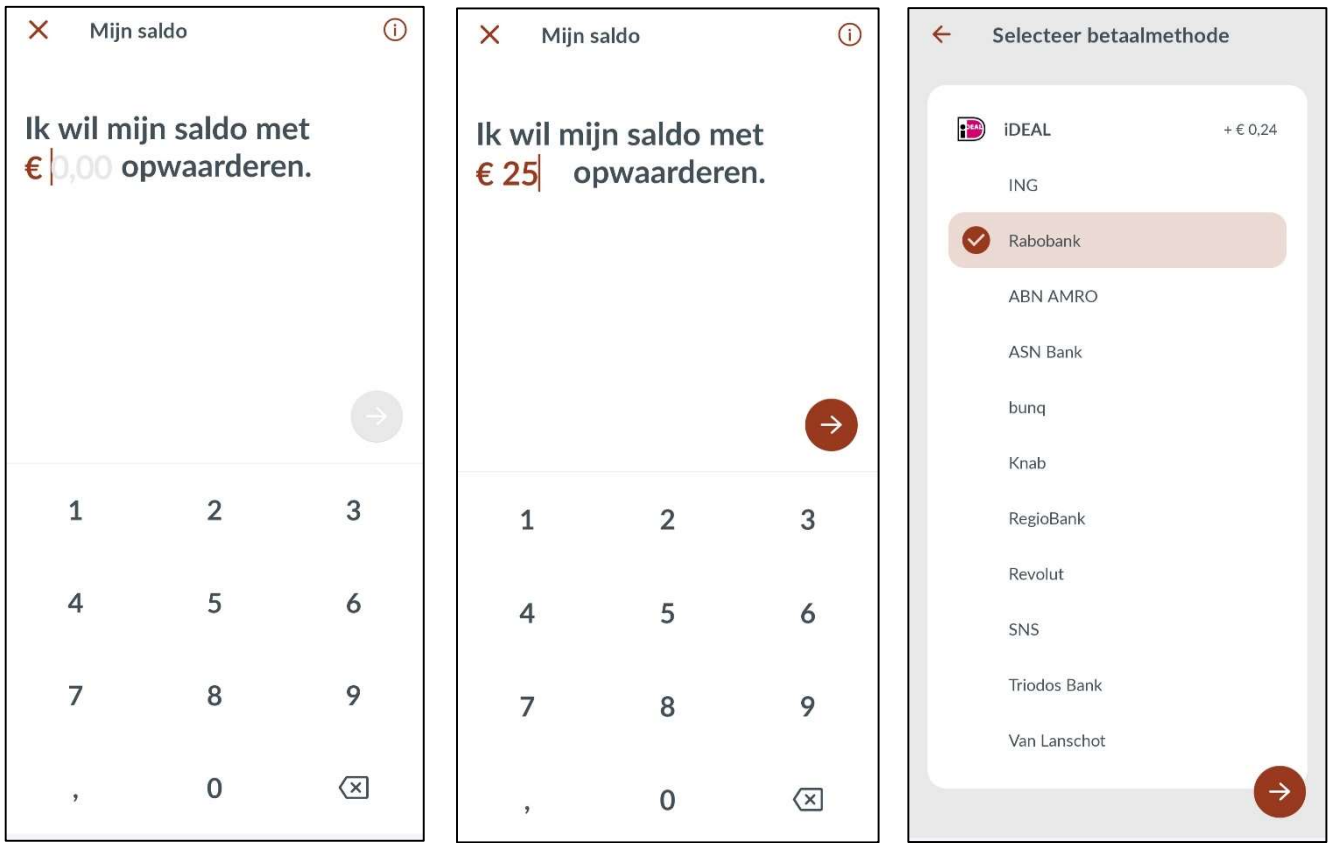 Mijn saldo
Ik wil mijn saldo met
€ 0,00 opwaarderen.
1 2 3
4 5 6
7 8 9
, 0
Mijn saldo
Ik wil mijn saldo met
€ 25 opwaarderen.
1 2 3
4 5 6
7 8 9
, 0
Selecteer betaalmethode
iDEAL iDEAL + € 0,24
ING
Rabobank
ABN AMRO
ASN Bank
bunq
Knab
RegioBank
Revolut
SNS
Triodos Bank
Van Lanschot